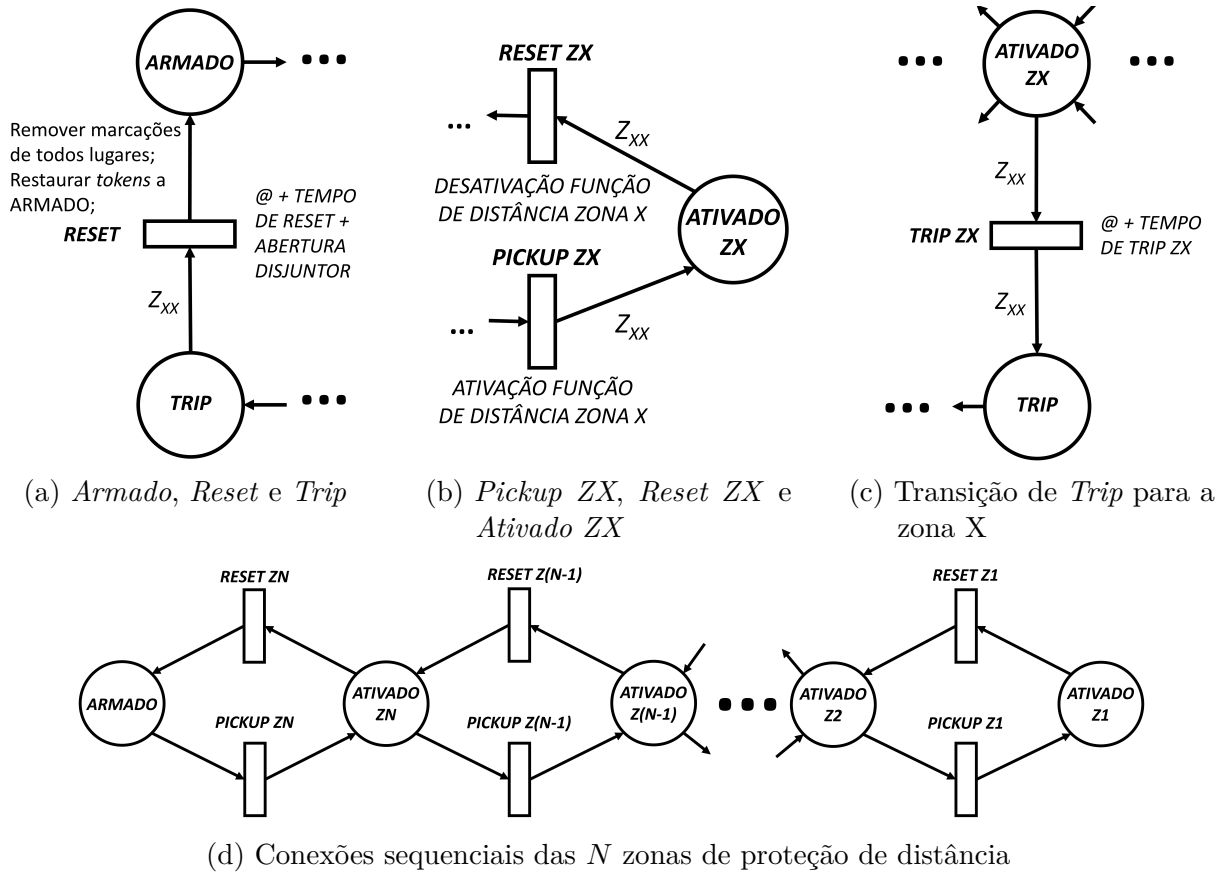 ARMADO
Remover marcações
de todos lugares;
Restaurar tokens a
ARMADO;
@ + TEMPO
DE RESET +
ABERTURA
DISJUNTOR
RESET
Z_XX
TRIP
(a) Armado, Reset e Trip
RESET ZX
...
Z_XX
DESATIVAÇÃO FUNÇÃO
DE DISTÂNCIA ZONA X
ATIVADO
ZX
PICKUP ZX
...
Z_XX
ATIVAÇÃO FUNÇÃO
DE DISTÂNCIA ZONA X
(b) Pickup ZX, Reset ZX e
Ativado ZX
ATIVADO
ZX
Z_XX
TRIP ZX
@ + TEMPO
DE TRIP ZX
Z_XX
TRIP
(c) Transição de Trip para a
zona X
RESET ZN
RESET Z(N-1)
RESET Z1
ARMADO
ATIVADO
ZN
ATIVADO
Z(N-1)
ATIVADO
Z2
ATIVADO
Z1
PICKUP ZN
PICKUP Z(N-1)
PICKUP Z1
(d) Conexões sequenciais das N zonas de proteção de distância